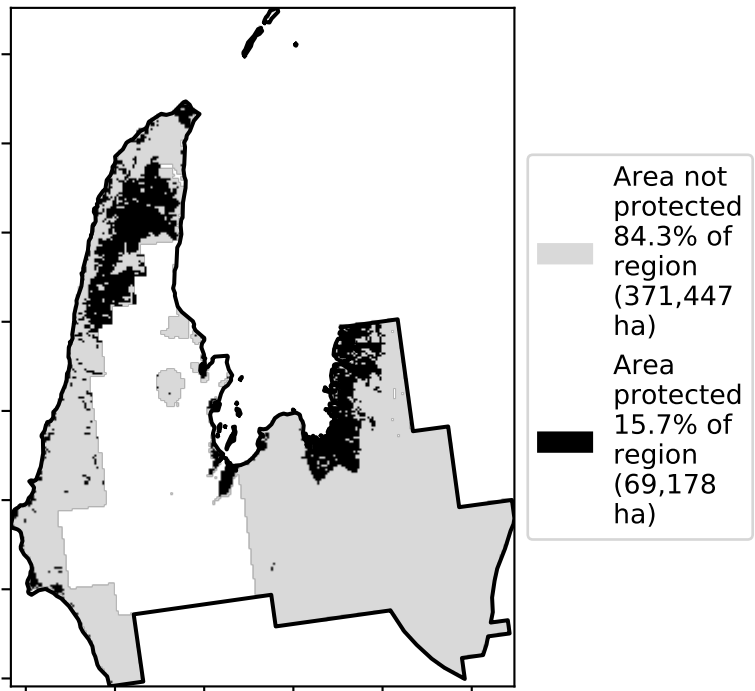 Area not
protected
84.3% of
region
(371,447
ha)
Area
protected
15.7% of
region
(69,178
ha)